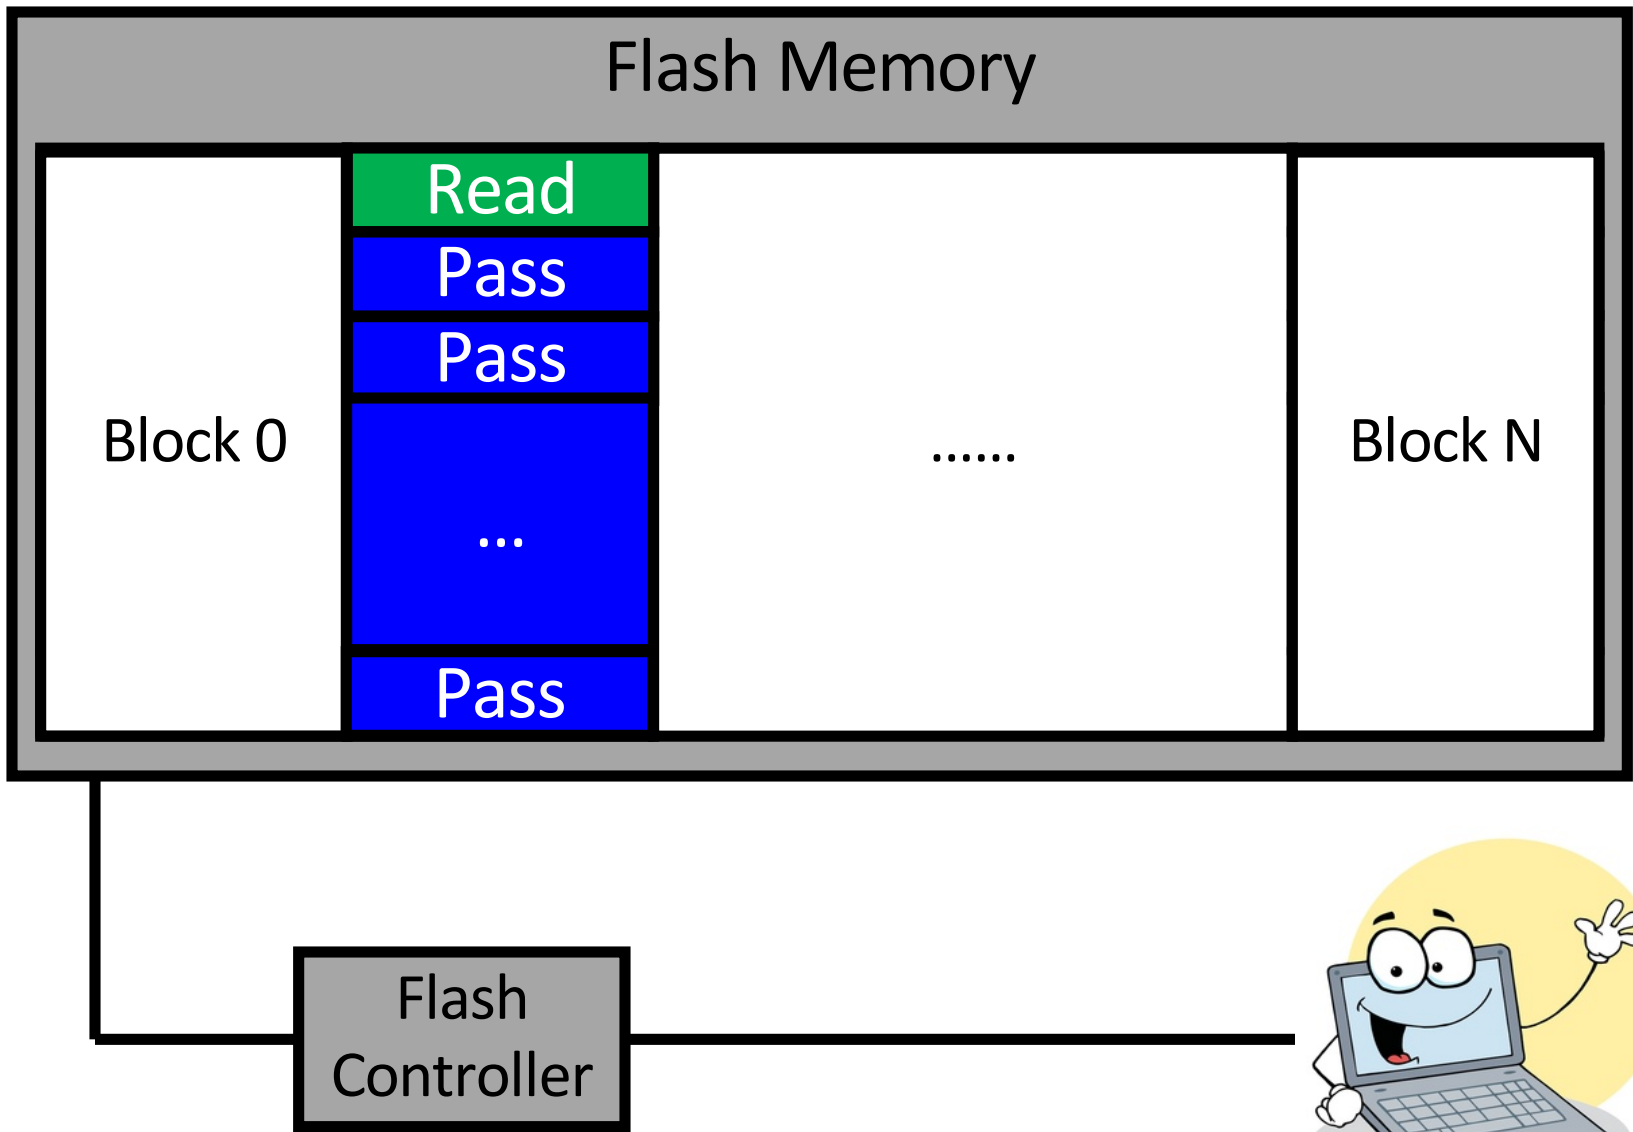 Flash Memory
Block 0
Read
Pass
Pass
...
Pass
......
Block N
Flash
Controller